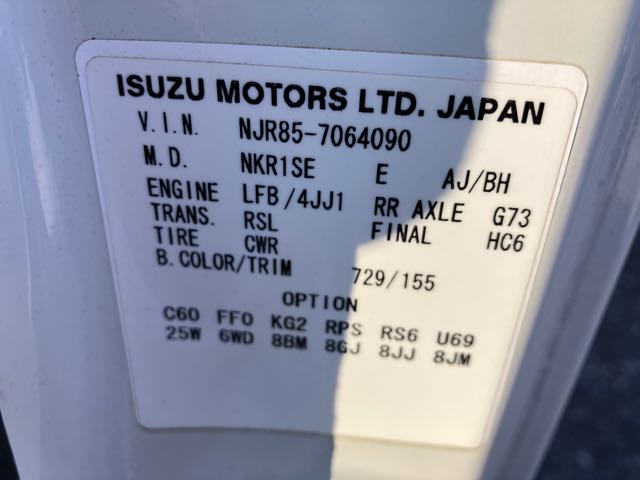 ISUZU MOTORS LTD. JAPAN
V.I.N. NJR85-7064090
M.D. NKR1SE E AJ/BH
ENGINE LFB/4JJ1 RR AXLE G73
TRANS. RSL FINAL HC6
TIRE CWR
B.COLOR/TRIM 729/155
OPTION
C60 FF0 KG2 RPS RS6 U69
25W 6WD 8BM 8GJ 8JJ 8JM